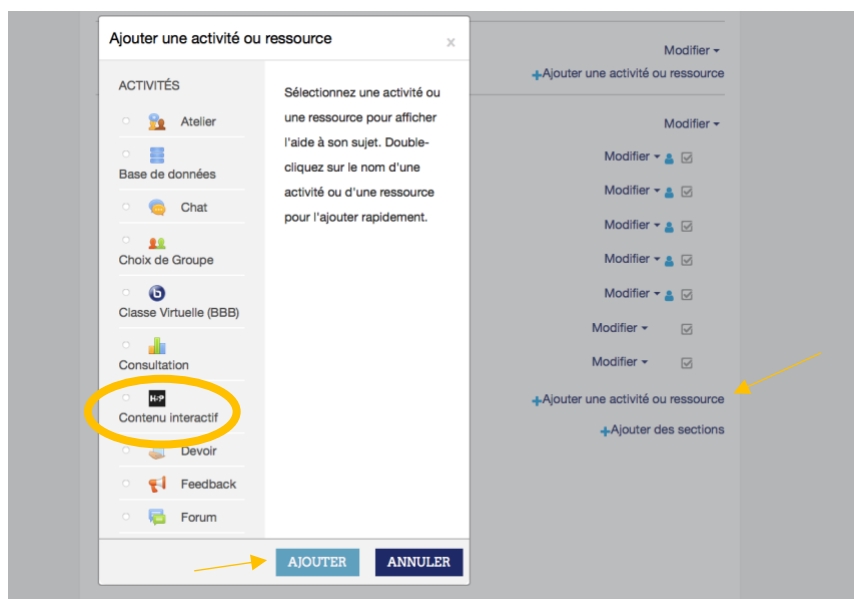 Ajouter une activité ou ressource
x
ACTIVITÉS
Atelier
Base de données
Chat
Choix de Groupe
b
Classe Virtuelle (BBB)
Consultation
H-P
Contenu interactif
Devoir
Feedback
Forum
Sélectionnez une activité ou
une ressource pour afficher
l'aide à son sujet. Double-
cliquez sur le nom d'une
activité ou d'une ressource
pour l'ajouter rapidement.
AJOUTER
ANNULER
Modifier
+Ajouter une activité ou ressource
Modifier
Modifier
Modifier
Modifier
Modifier
Modifier
Modifier
Modifier
+Ajouter une activité ou ressource
+Ajouter des sections